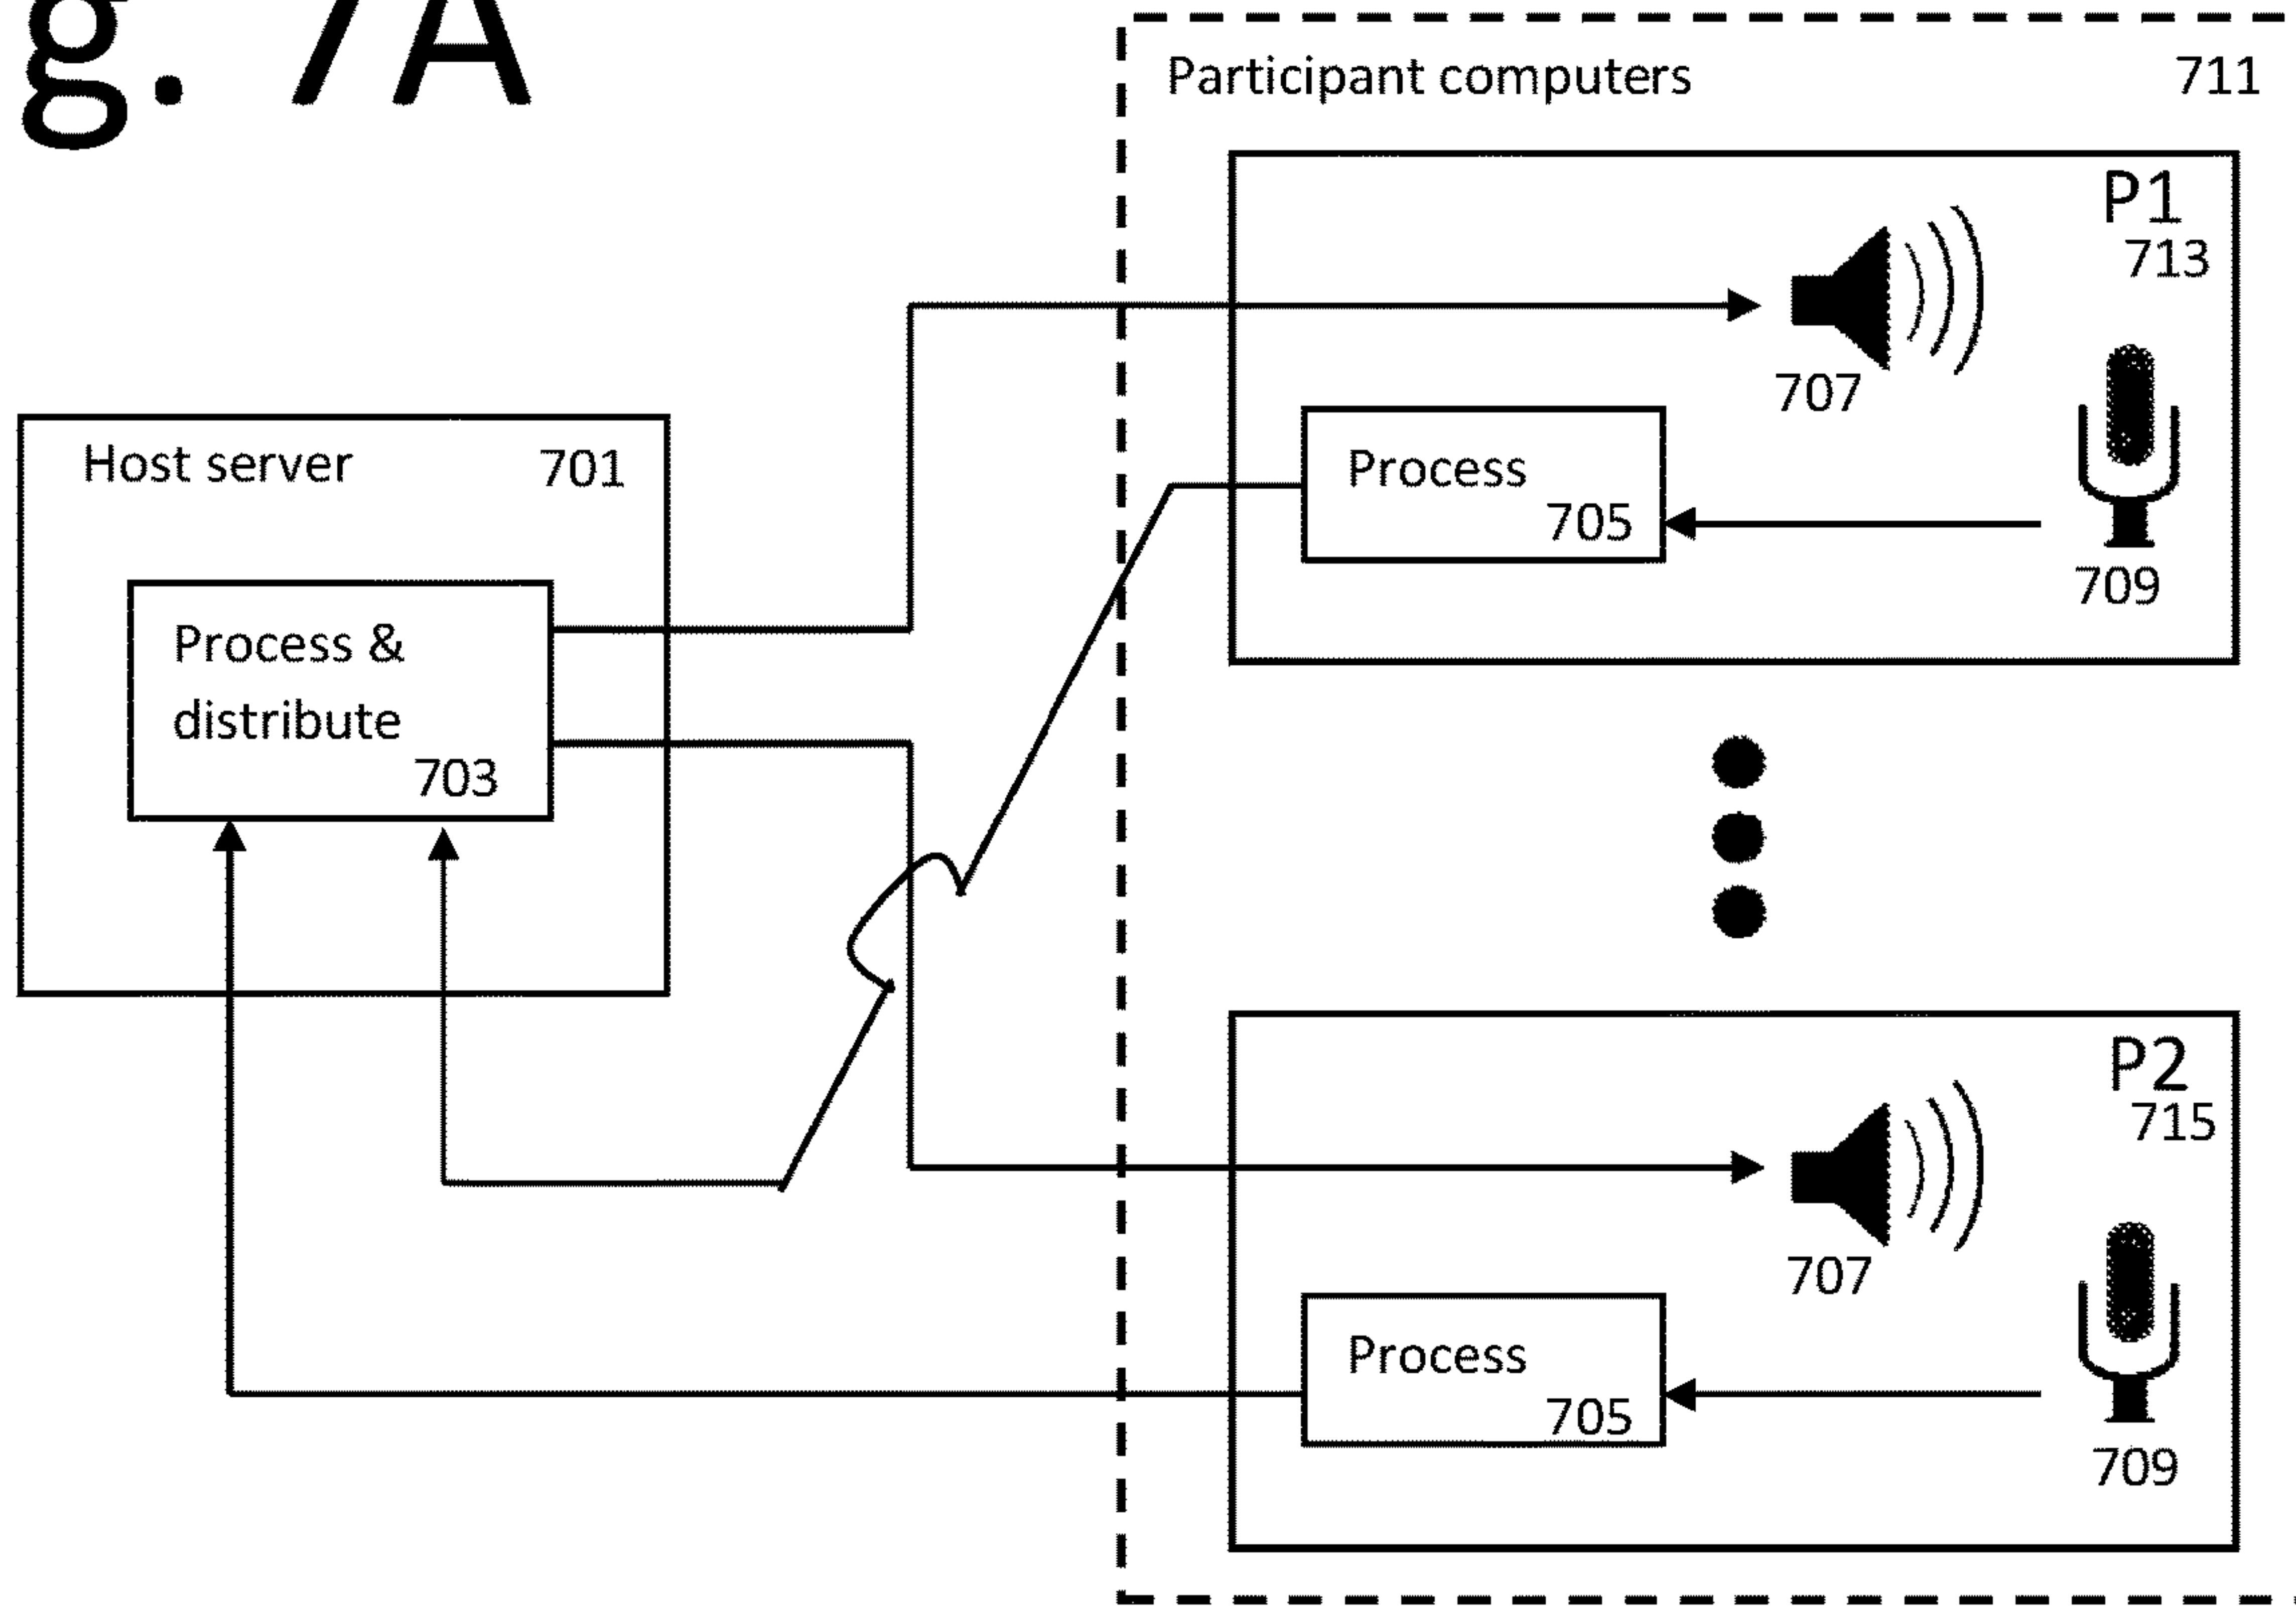 g. 7A
Participant computers
711
P1
713
707
Process
705
709
Host server
701
Process &
distribute
703
P2
715
707
Process
705
709